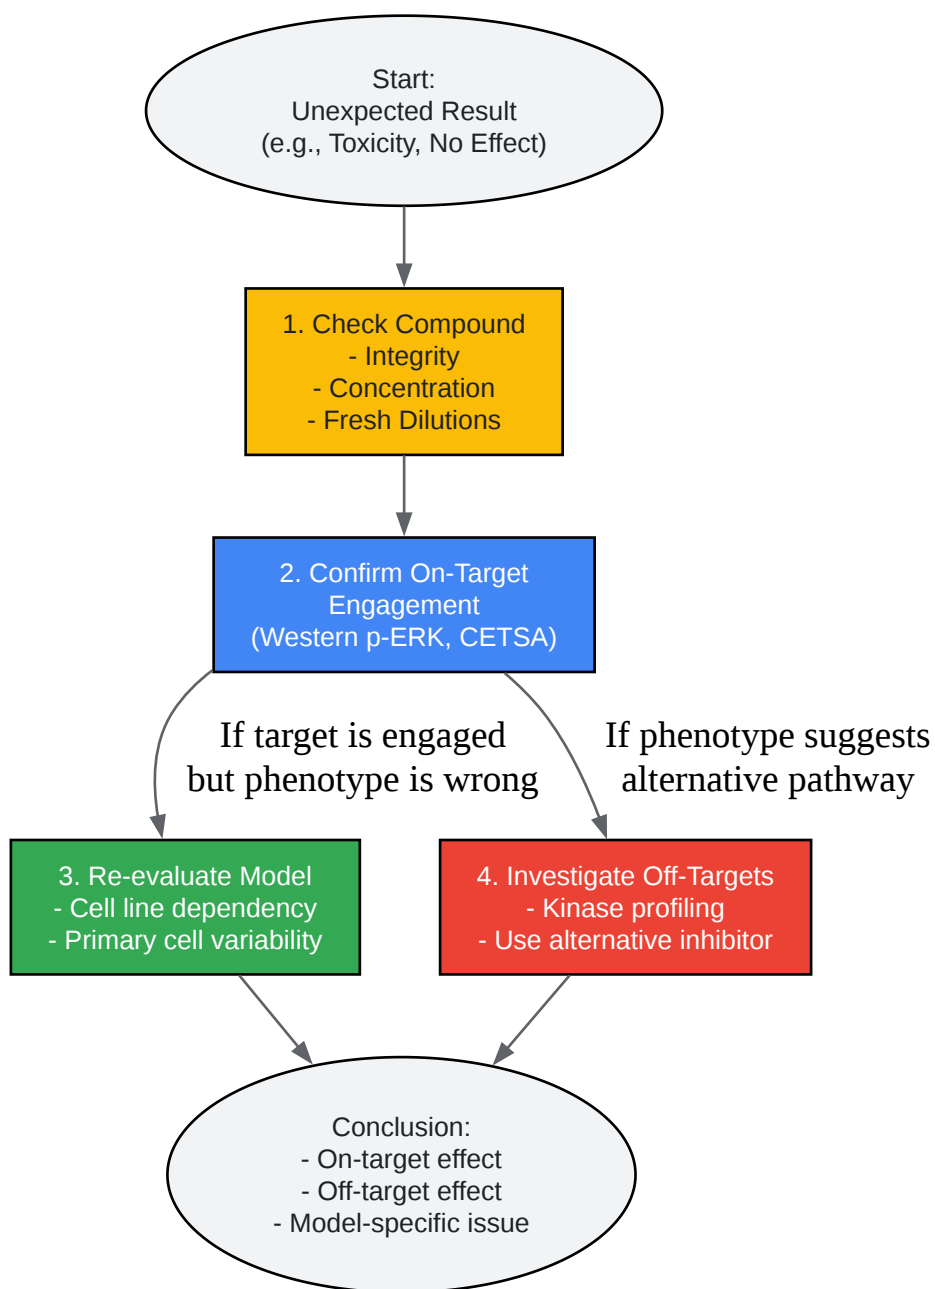 Start:
Unexpected Result
(e.g., Toxicity, No Effect)
1. Check Compound
- Integrity
- Concentration
- Fresh Dilutions
2. Confirm On-Target
Engagement
(Western p-ERK, CETSA)
If target is engaged
but phenotype is wrong
If phenotype suggests
alternative pathway
3. Re-evaluate Model
- Cell line dependency
- Primary cell variability
4. Investigate Off-Targets
- Kinase profiling
- Use alternative inhibitor
Conclusion:
- On-target effect
- Off-target effect
- Model-specific issue